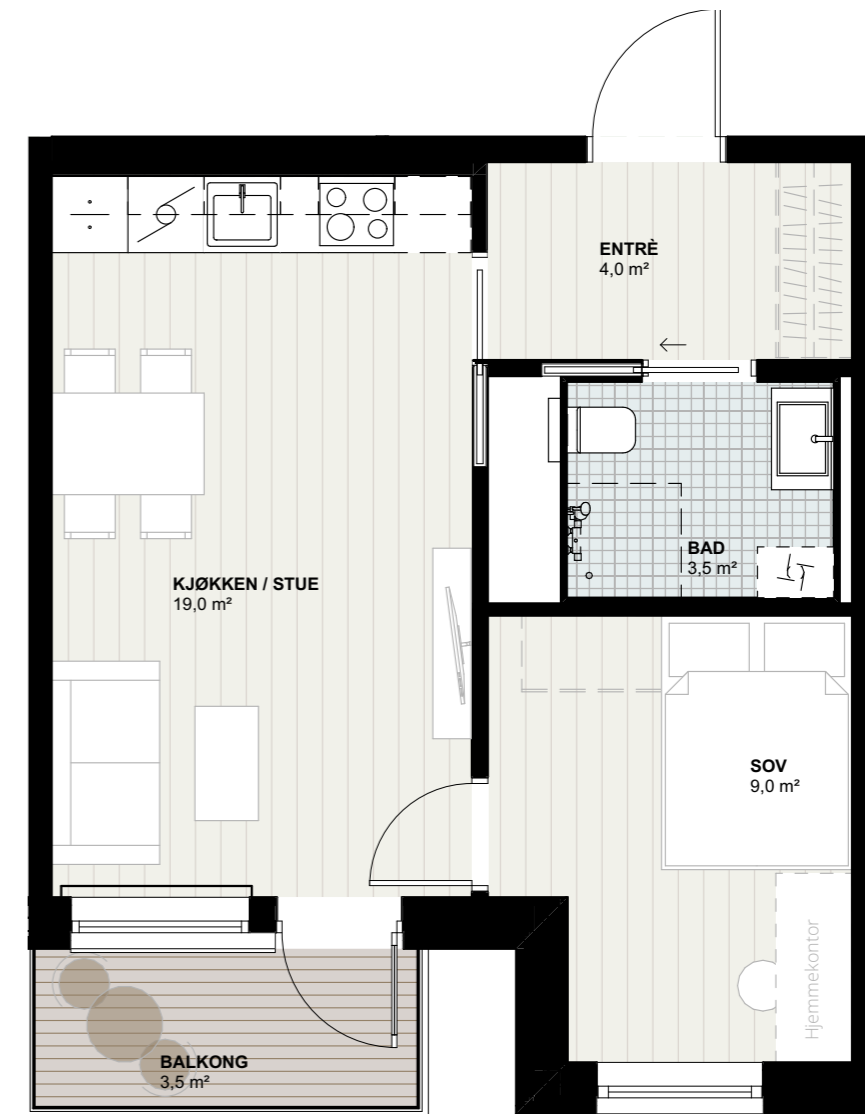 ENTRÈ
4,0 m²
BAD
3,5 m²
KJØKKEN / STUE
19,0 m²
SOV
9,0 m²
Hjemmekontor
BALKONG
3,5 m²